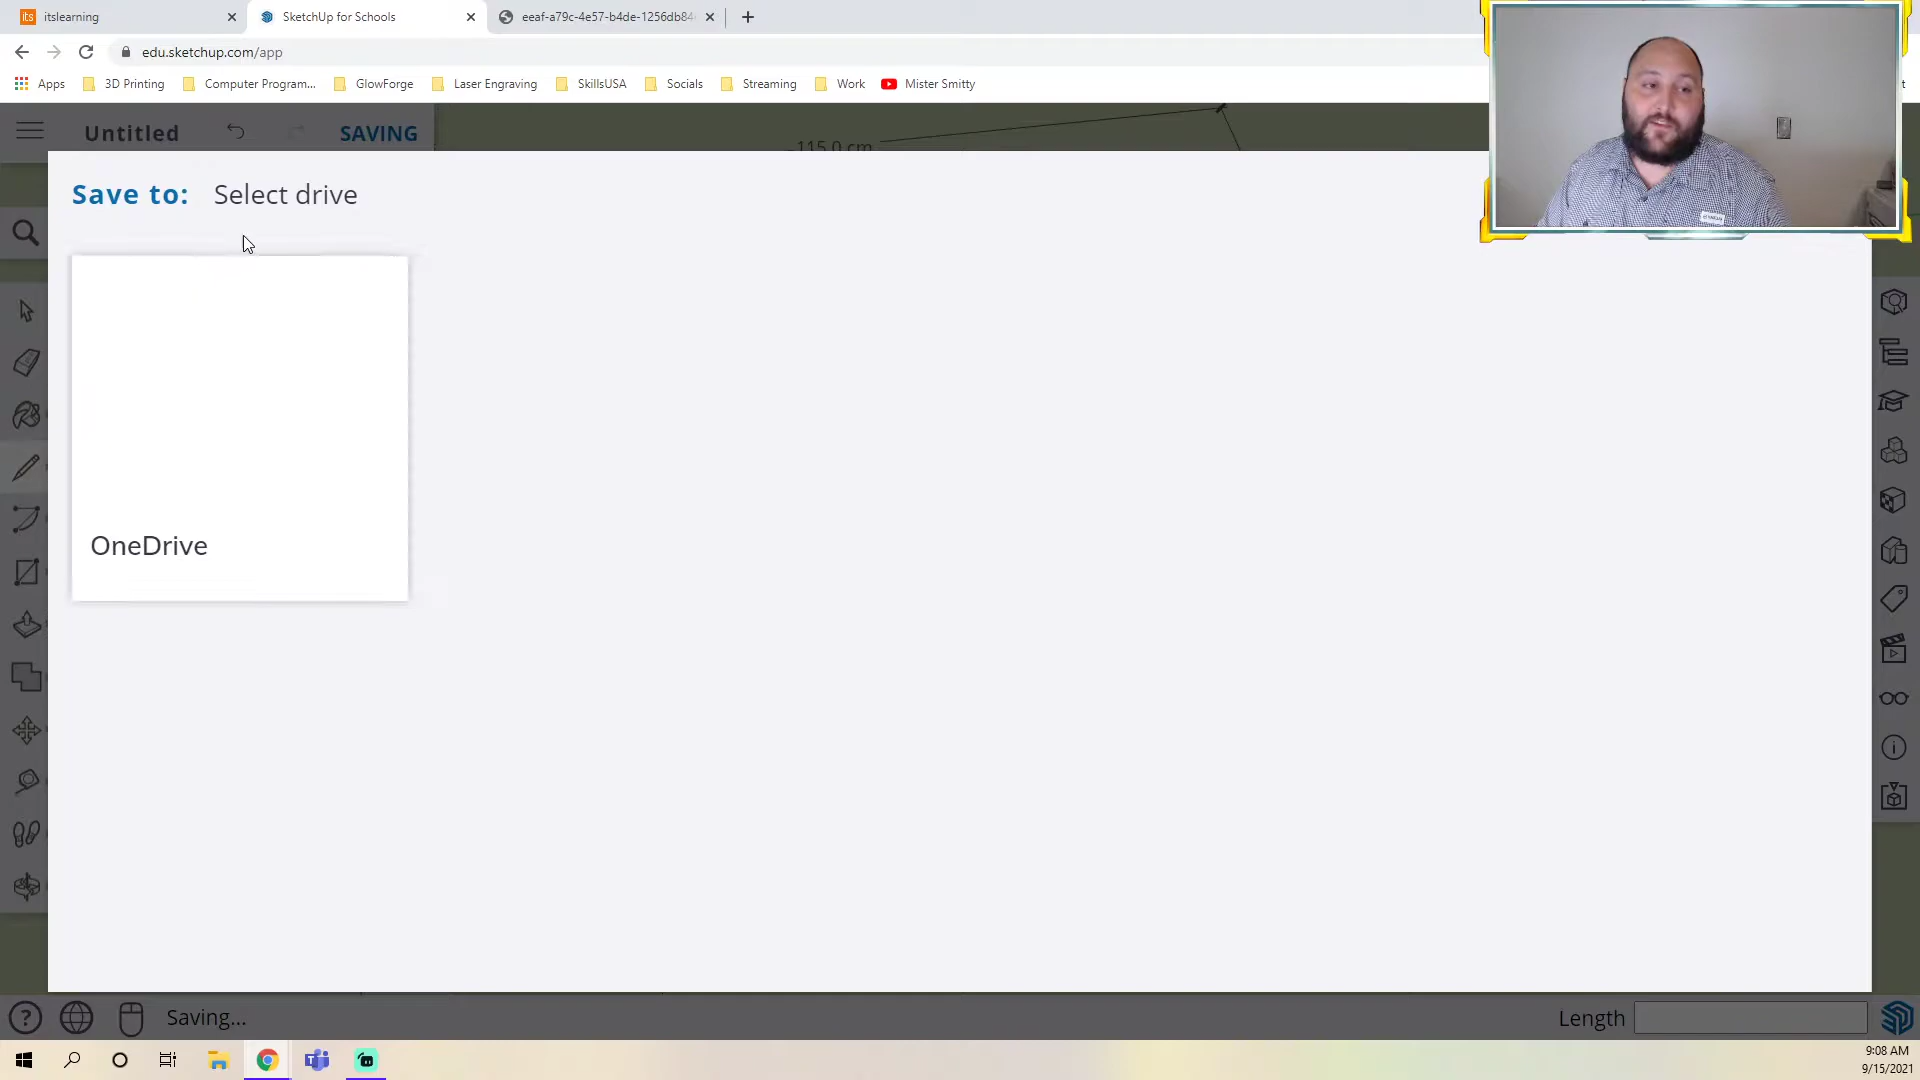 its itslearning
SketchUp for Schools
eeaf-a79c-4e57-b4de-1256db84
edu.sketchup.com/app
Apps
3D Printing
Computer Program...
GlowForge
Laser Engraving
SkillsUSA
Socials
Streaming
Work
Mister Smitty
Untitled
SAVING
115.0 cm
Save to: Select drive
OneDrive
Saving...
Length
9:08 AM
9/15/2021